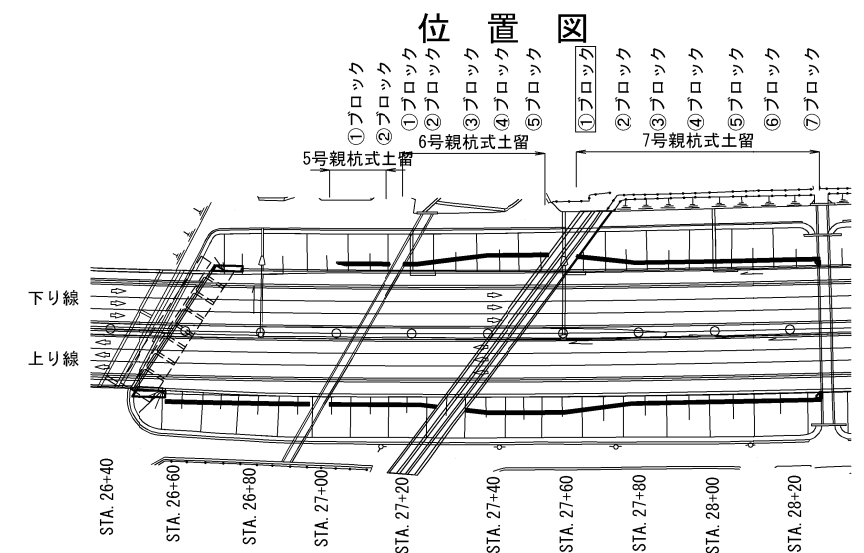 位置図
①ブロック
②ブロック
①ブロック
②ブロック
③ブロック
④ブロック
⑤ブロック
①ブロック
②ブロック
③ブロック
④ブロック
⑤ブロック
⑥ブロック
⑦ブロック
5号親杭式土留
6号親杭式土留
7号親杭式土留
下り線
上り線
STA. 26+40
STA. 26+60
STA. 26+80
STA. 27+00
STA. 27+20
STA. 27+40
STA. 27+60
STA. 27+80
STA. 28+00
STA. 28+20